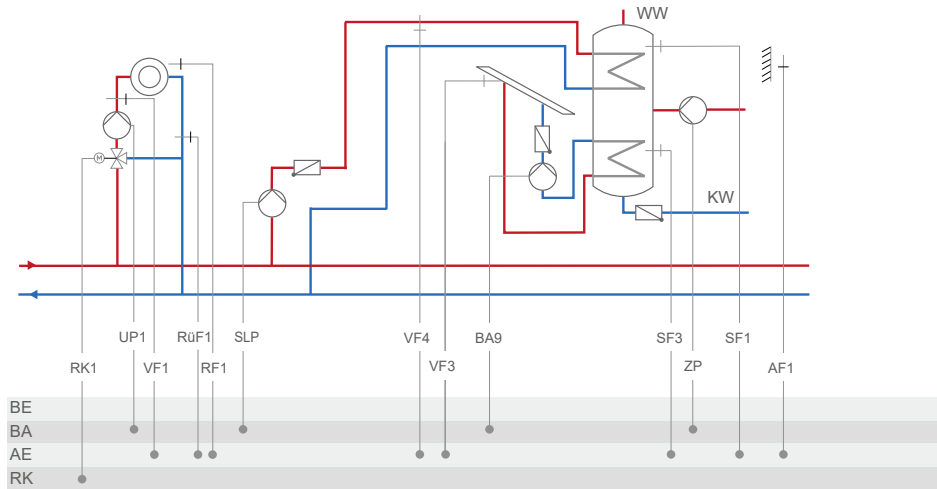 WW
M
KW
UP1 RüF1 SLP VF4 BA9 SF3 SF1
RK1 VF1 RF1 VF3 ZP AF1
BE
BA
AE
RK